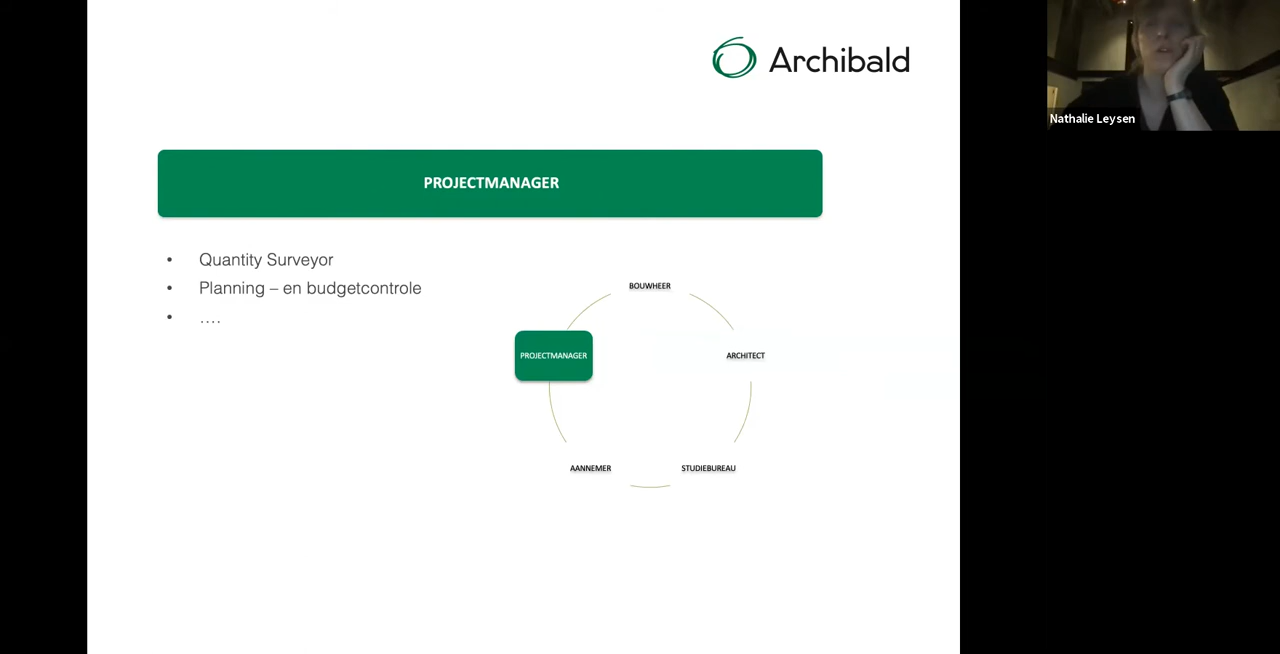 Archibald
Nathalie Leysen
PROJECTMANAGER
• Quantity Surveyor
• Planning – en budgetcontrole
• ….
BOUWHEER
PROJECTMANAGER
ARCHITECT
AANNEMER
STUDIEBUREAU